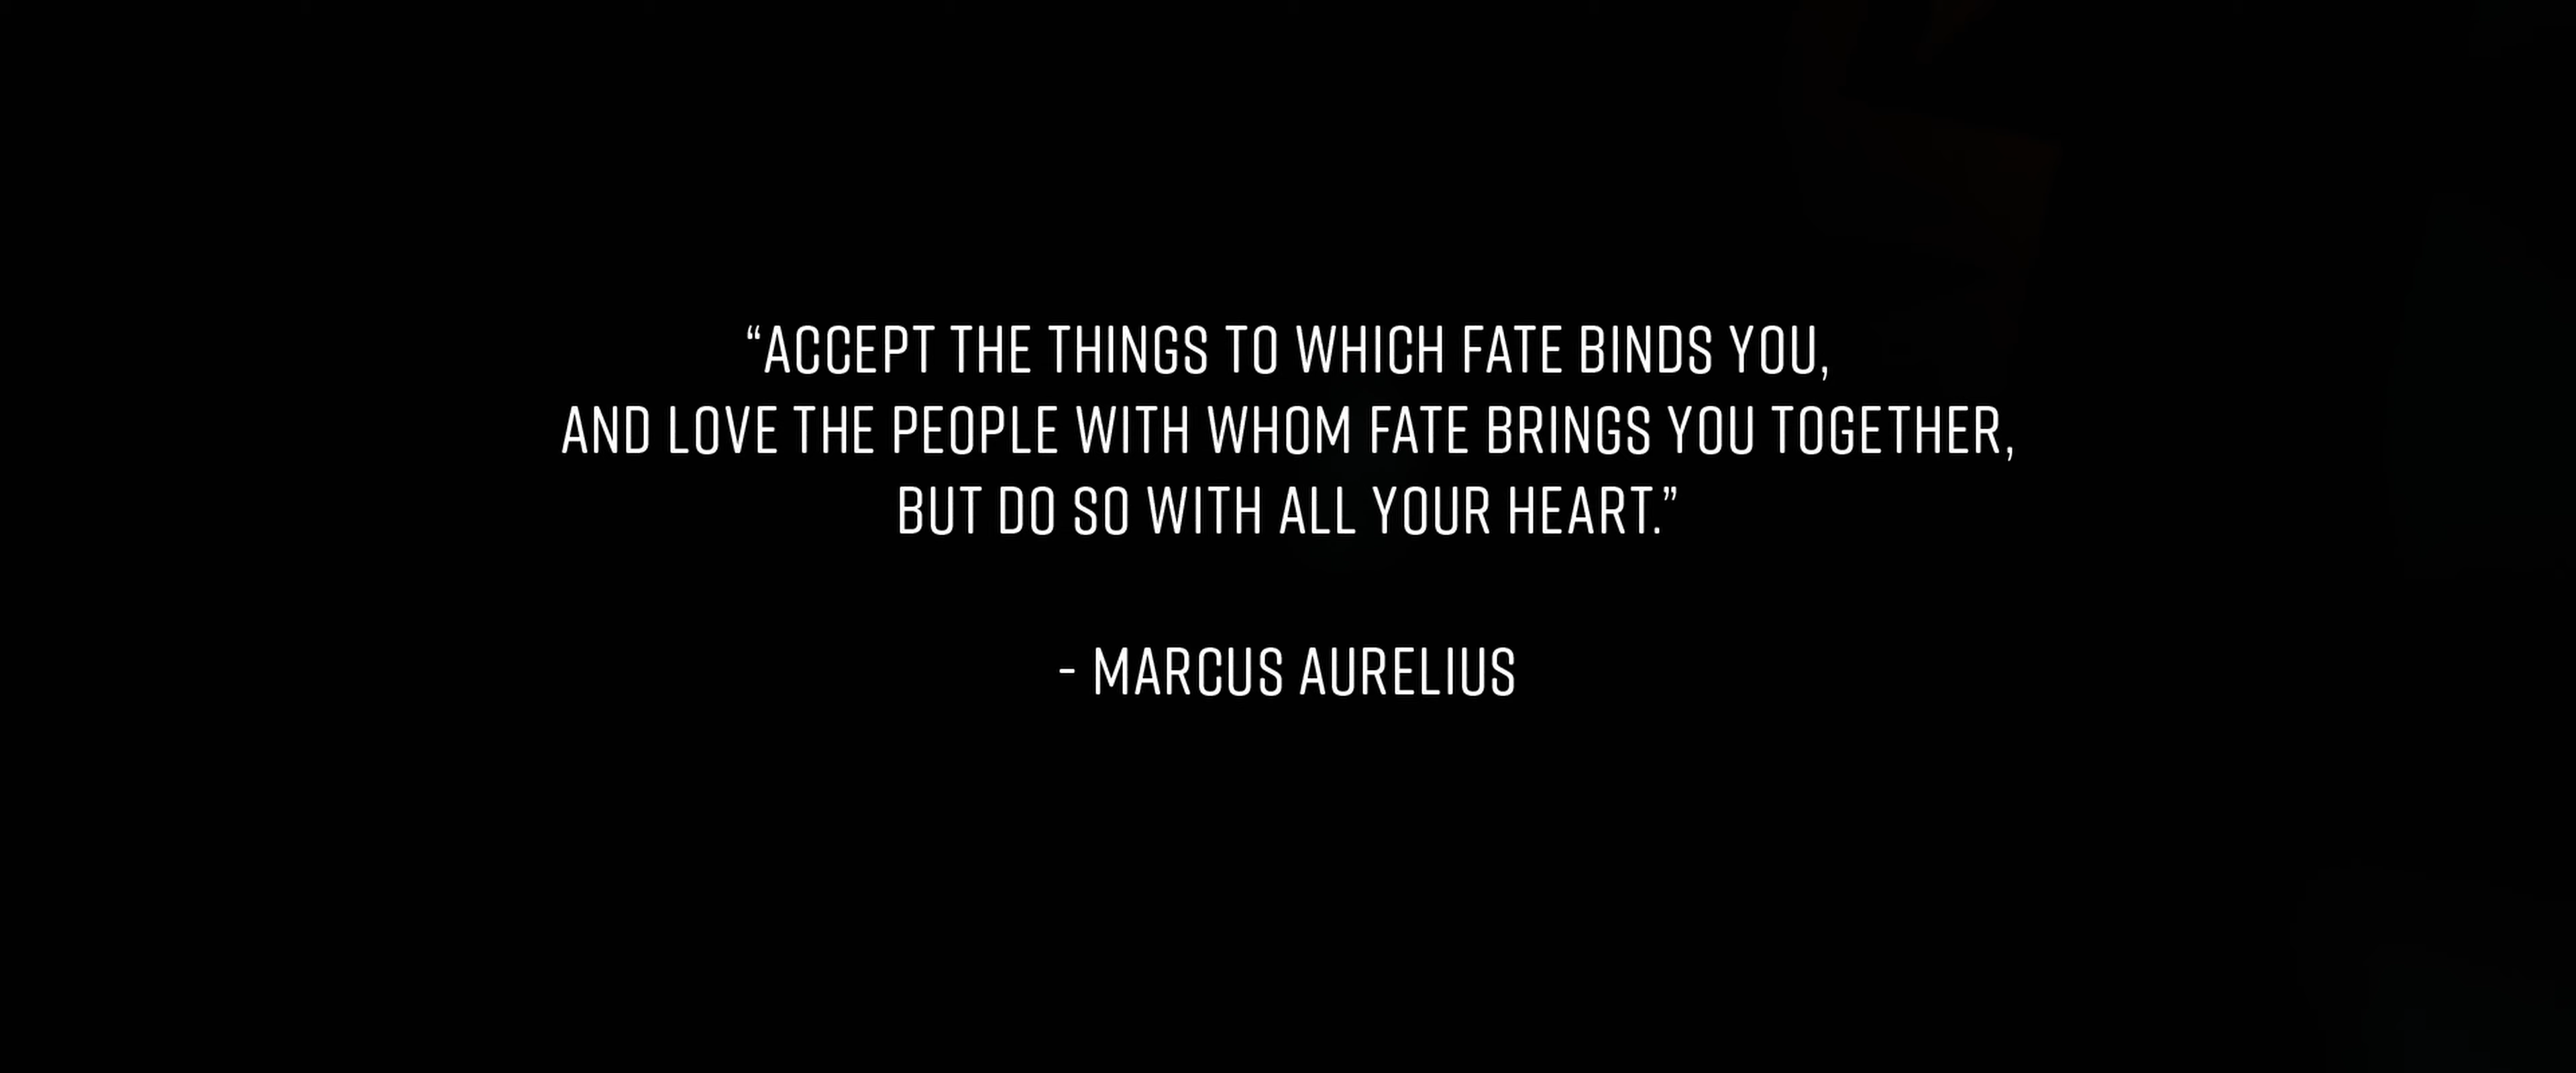 “ACCEPT THE THINGS TO WHICH FATE BINDS YOU,
AND LOVE THE PEOPLE WITH WHOM FATE BRINGS YOU TOGETHER,
BUT DO SO WITH ALL YOUR HEART.”
- MARCUS AURELIUS